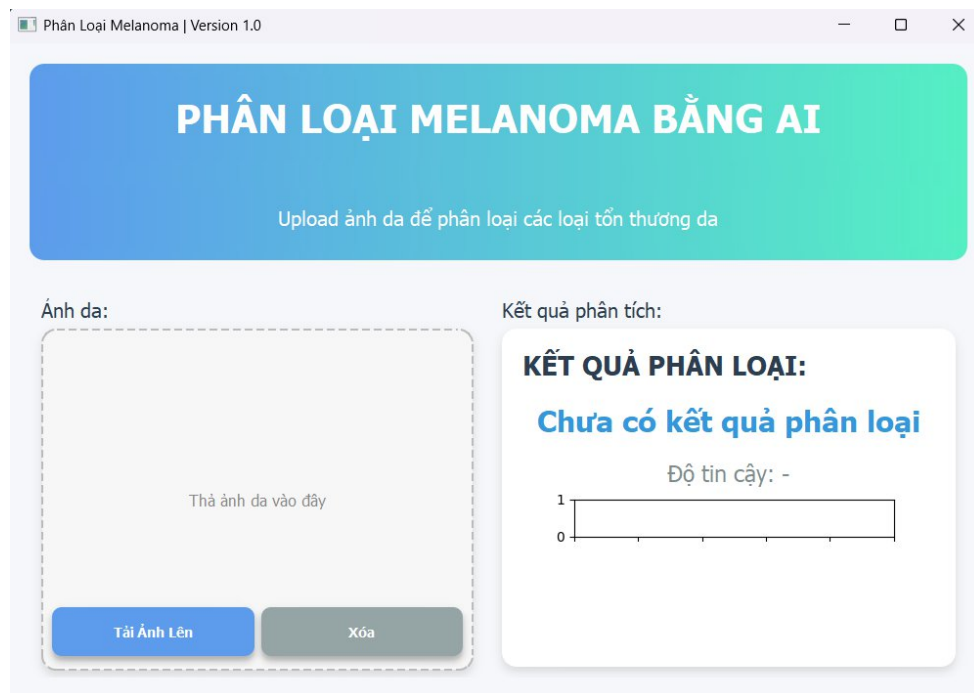 Phân Loại Melanoma | Version 1.0
PHÂN LOẠI MELANOMA BẰNG AI
Upload ảnh da để phân loại các loại tổn thương da
Ảnh da:
Thả ảnh da vào đây
Tải Ảnh Lên
Xóa
Kết quả phân tích:
KẾT QUẢ PHÂN LOẠI:
Chưa có kết quả phân loại
Độ tin cậy: -
1
0